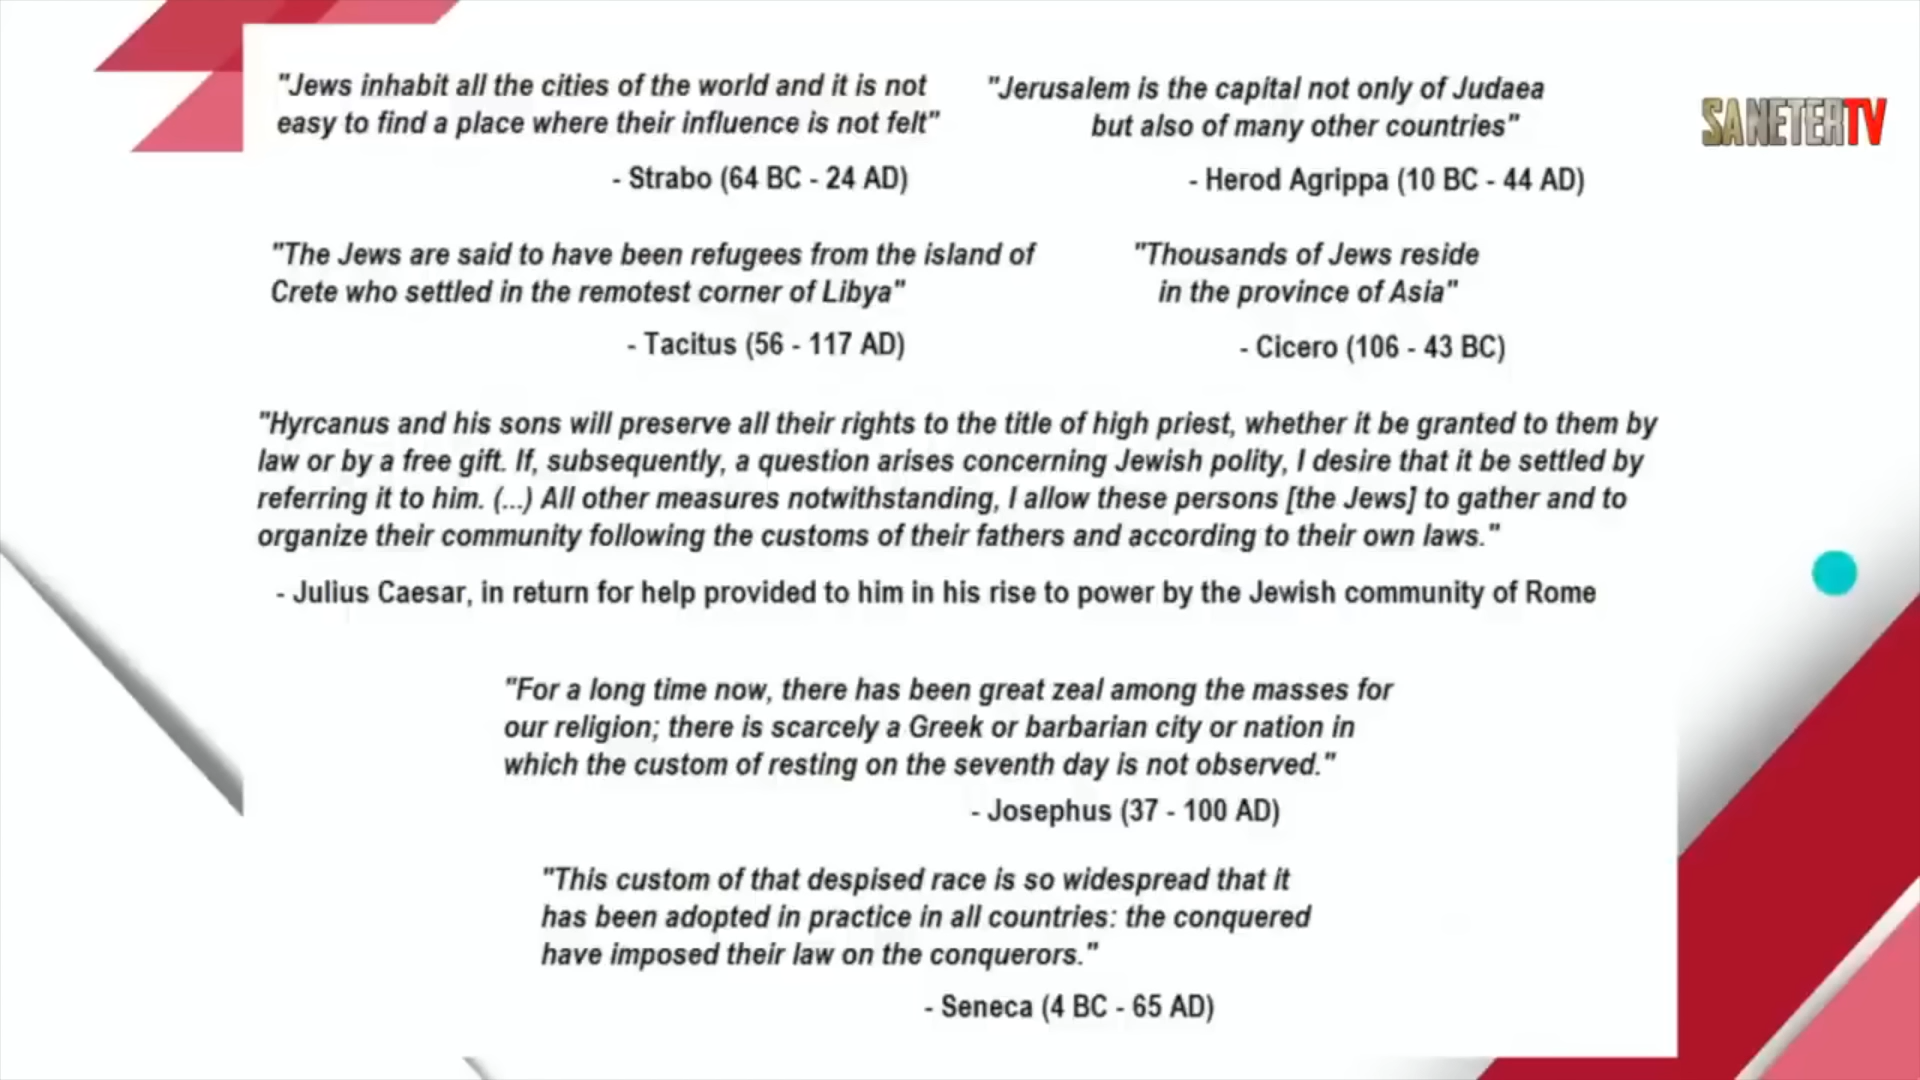 "Jews inhabit all the cities of the world and it is not
easy to find a place where their influence is not felt"
- Strabo (64 BC - 24 AD)
"Jerusalem is the capital not only of Judaea
but also of many other countries"
- Herod Agrippa (10 BC - 44 AD)
SANETERTV
"The Jews are said to have been refugees from the island of
Crete who settled in the remotest corner of Libya"
- Tacitus (56 - 117 AD)
"Thousands of Jews reside
in the province of Asia"
- Cicero (106 - 43 BC)
"Hyrcanus and his sons will preserve all their rights to the title of high priest, whether it be granted to them by
law or by a free gift. If, subsequently, a question arises concerning Jewish polity, I desire that it be settled by
referring it to him. (...) All other measures notwithstanding, I allow these persons [the Jews] to gather and to
organize their community following the customs of their fathers and according to their own laws."
- Julius Caesar, in return for help provided to him in his rise to power by the Jewish community of Rome
"For a long time now, there has been great zeal among the masses for
our religion; there is scarcely a Greek or barbarian city or nation in
which the custom of resting on the seventh day is not observed."
- Josephus (37 - 100 AD)
"This custom of that despised race is so widespread that it
has been adopted in practice in all countries: the conquered
have imposed their law on the conquerors."
- Seneca (4 BC - 65 AD)